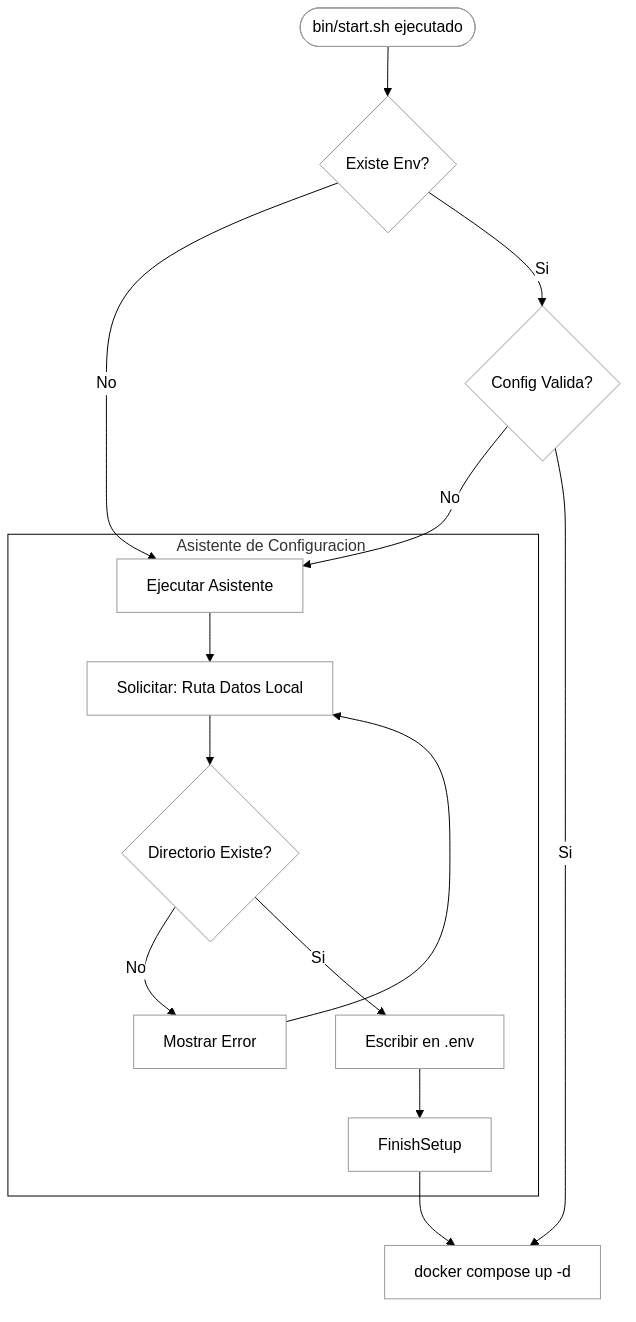 bin/start.sh ejecutado
Existe Env?
Si
No
Config Valida?
No
Asistente de Configuracion
Ejecutar Asistente
Solicitar: Ruta Datos Local
Directorio Existe?
Si
Si
No
Mostrar Error
Escribir en .env
FinishSetup
docker compose up -d